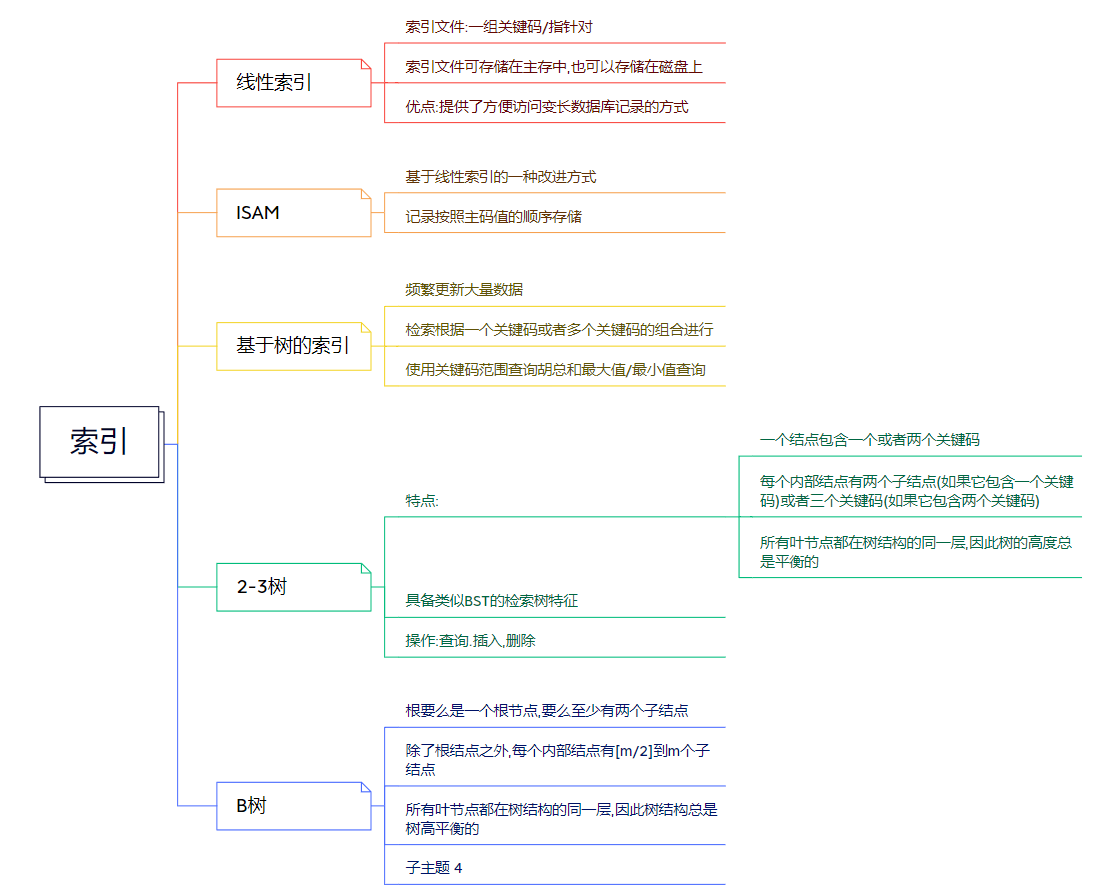 索引
线性索引
索引文件:一组关键码/指针对
索引文件可存储在主存中,也可以存储在磁盘上
优点:提供了方便访问变长数据库记录的方式
ISAM
基于线性索引的一种改进方式
记录按照主码值的顺序存储
基于树的索引
频繁更新大量数据
检索根据一个关键码或者多个关键码的组合进行
使用关键码范围查询胡总和最大值/最小值查询
2-3树
特点:
一个结点包含一个或者两个关键码
每个内部结点有两个子结点(如果它包含一个关键
码)或者三个关键码(如果它包含两个关键码)
所有叶节点都在树结构的同一层,因此树的高度总
是平衡的
具备类似BST的检索树特征
操作:查询.插入,删除
B树
根要么是一个根节点,要么至少有两个子结点
除了根结点之外,每个内部结点有[m/2]到m个子
结点
所有叶节点都在树结构的同一层,因此树结构总是
树高平衡的
子主题 4